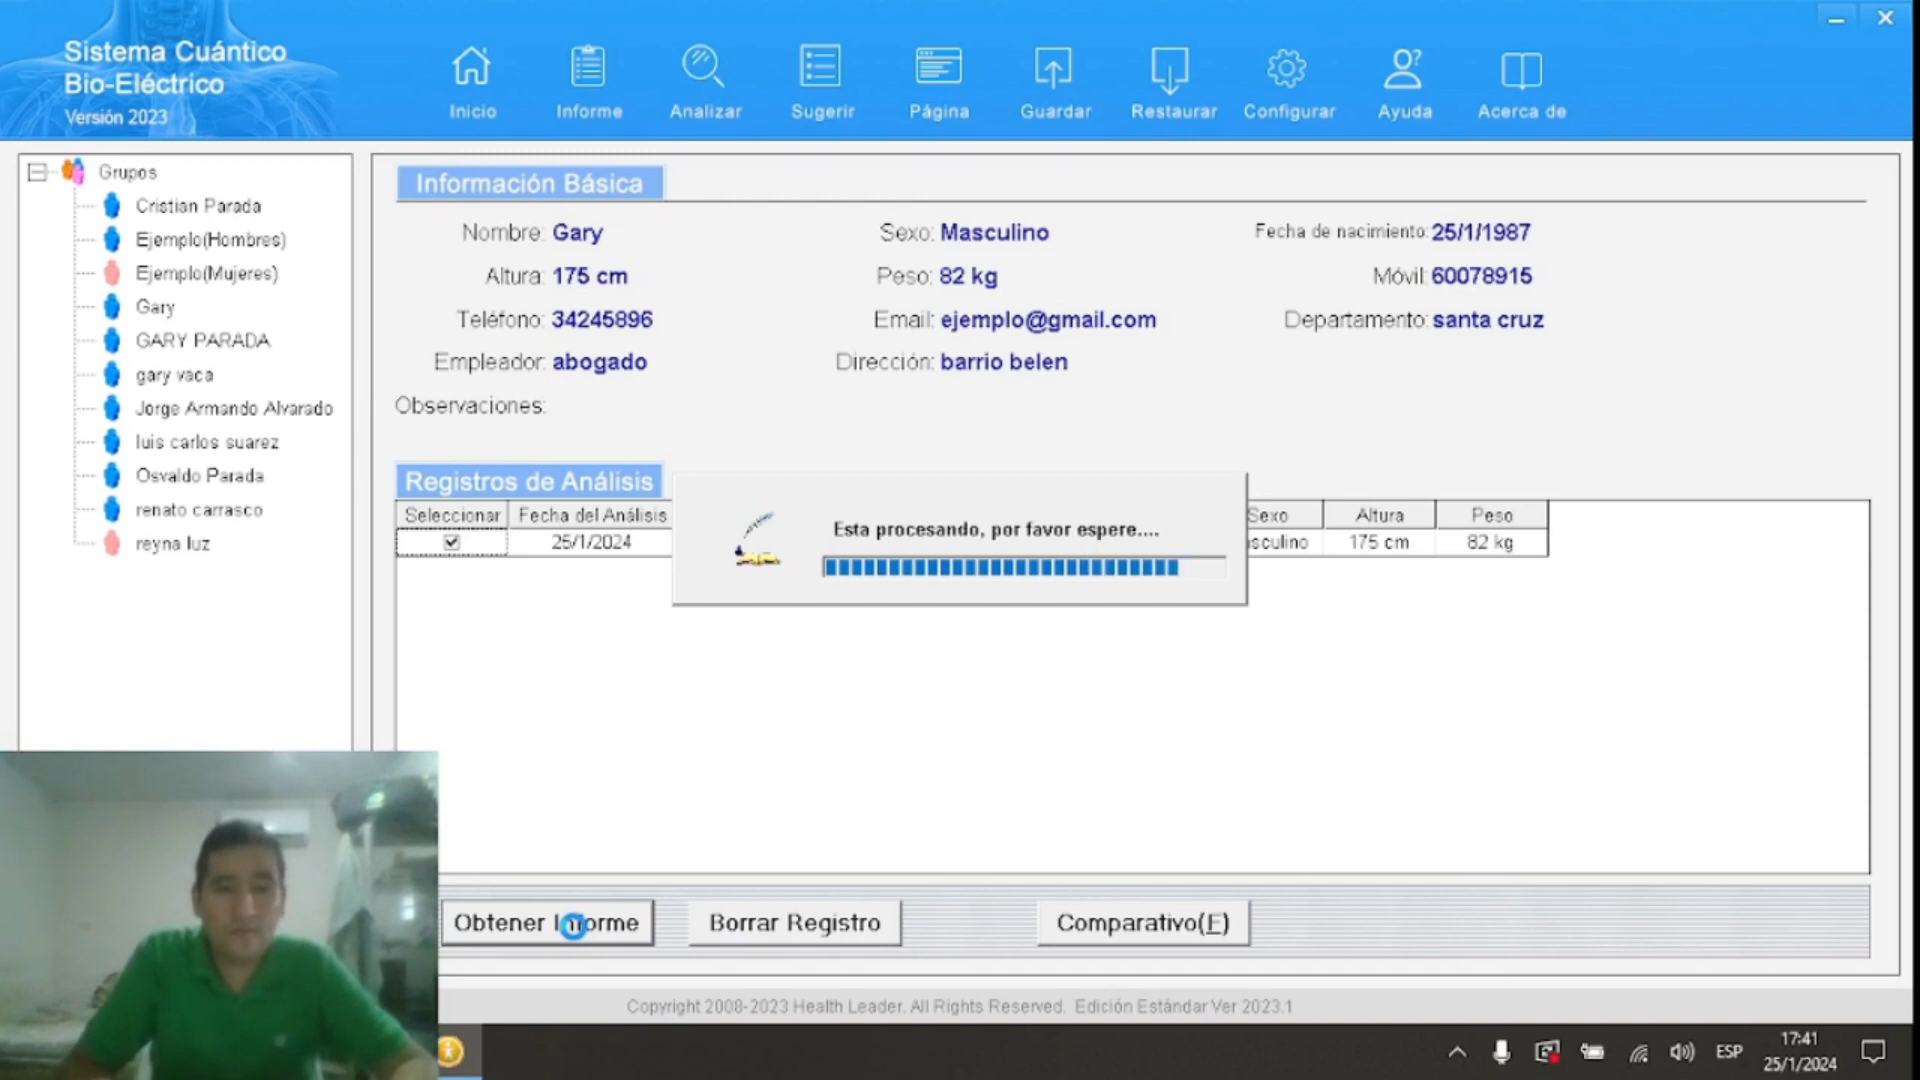 Sistema Cuántico
Bio-Eléctrico
Versión 2023
Inicio
Informe
Analizar
Sugerir
Página
Guardar
Restaurar
Configurar
Ayuda
Acerca de
Grupos
Cristian Parada
Ejemplo(Hombres)
Ejemplo(Mujeres)
Gary
GARY PARADA
gary vaca
Jorge Armando Alvarado
luis carlos suarez
Osvaldo Parada
renato carrasco
reyna luz
Información Básica
Nombre: Gary
Sexo: Masculino
Fecha de nacimiento: 25/1/1987
Altura: 175 cm
Peso: 82 kg
Móvil: 60078915
Teléfono: 34245896
Email: ejemplo@gmail.com
Departamento: santa cruz
Empleador: abogado
Dirección: barrio belen
Observaciones:
Registros de Análisis
Seleccionar Fecha del Análisis Sexo Altura Peso
25/1/2024 sculino 175 cm 82 kg
Esta procesando, por favor espere....
Obtener Informe
Borrar Registro
Comparativo(F)
Copyright 2008-2023 Health Leader. All Rights Reserved. Edición Estándar Ver 2023.1
ESP
17:41
25/1/2024